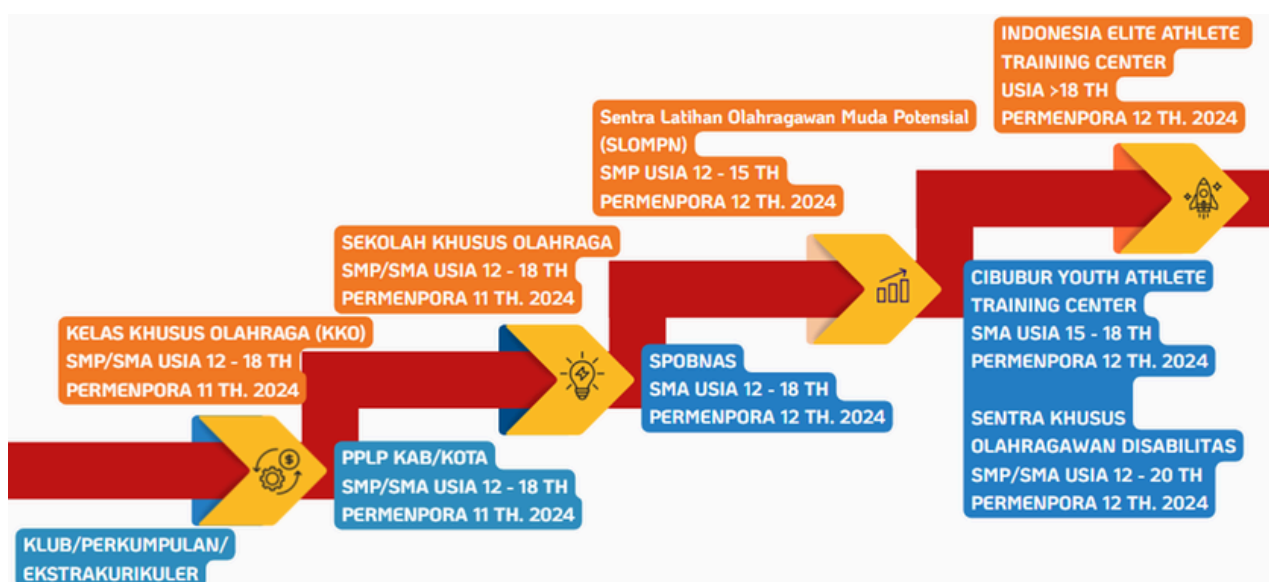 INDONESIA ELITE ATHLETE
TRAINING CENTER
USIA >18 TH
PERMENPORA 12 TH. 2024
Sentra Latihan Olahragawan Muda Potensial
(SLOMPN)
SMP USIA 12 - 15 TH
PERMENPORA 12 TH. 2024
SEKOLAH KHUSUS OLAHRAGA
SMP/SMA USIA 12 - 18 TH
PERMENPORA 11 TH. 2024
KELAS KHUSUS OLAHRAGA (KKO)
SMP/SMA USIA 12 - 18 TH
PERMENPORA 11 TH. 2024
KLUB/PERKUMPULAN/
EKSTRAKURIKULER
PPLP KAB/KOTA
SMP/SMA USIA 12 - 18 TH
PERMENPORA 11 TH. 2024
SPOBNAS
SMA USIA 12 - 18 TH
PERMENPORA 12 TH. 2024
CIBUBUR YOUTH ATHLETE
TRAINING CENTER
SMA USIA 15 - 18 TH
PERMENPORA 12 TH. 2024
SENTRA KHUSUS
OLAHRAGAWAN DISABILITAS
SMP/SMA USIA 12 - 20 TH
PERMENPORA 12 TH. 2024